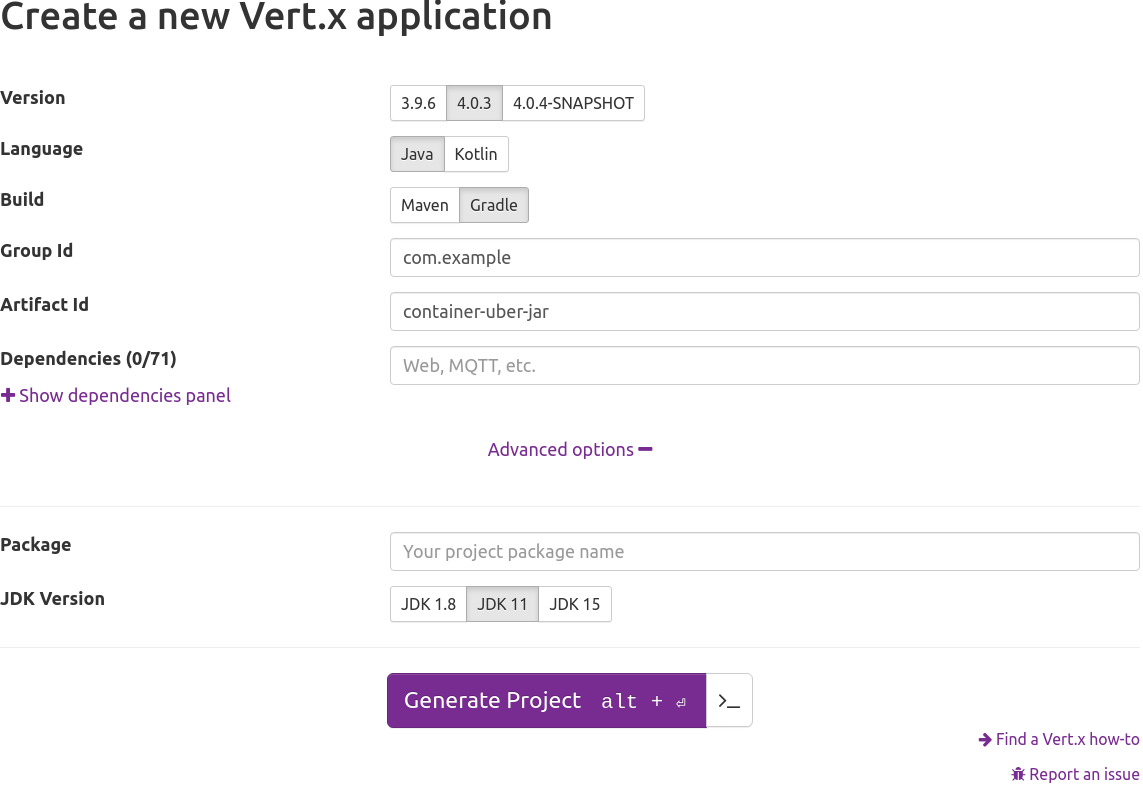 Create a new Vert.x application
Version 3.9.6 4.0.3 4.0.4-SNAPSHOT
Language Java Kotlin
Build Maven Gradle
Group Id com.example
Artifact Id container-uber-jar
Dependencies (0/71) Web, MQTT, etc.
Show dependencies panel
Advanced options
Package Your project package name
JDK Version JDK 1.8 JDK 11 JDK 15
Generate Project alt + ⏎ >_
Find a Vert.x how-to
Report an issue